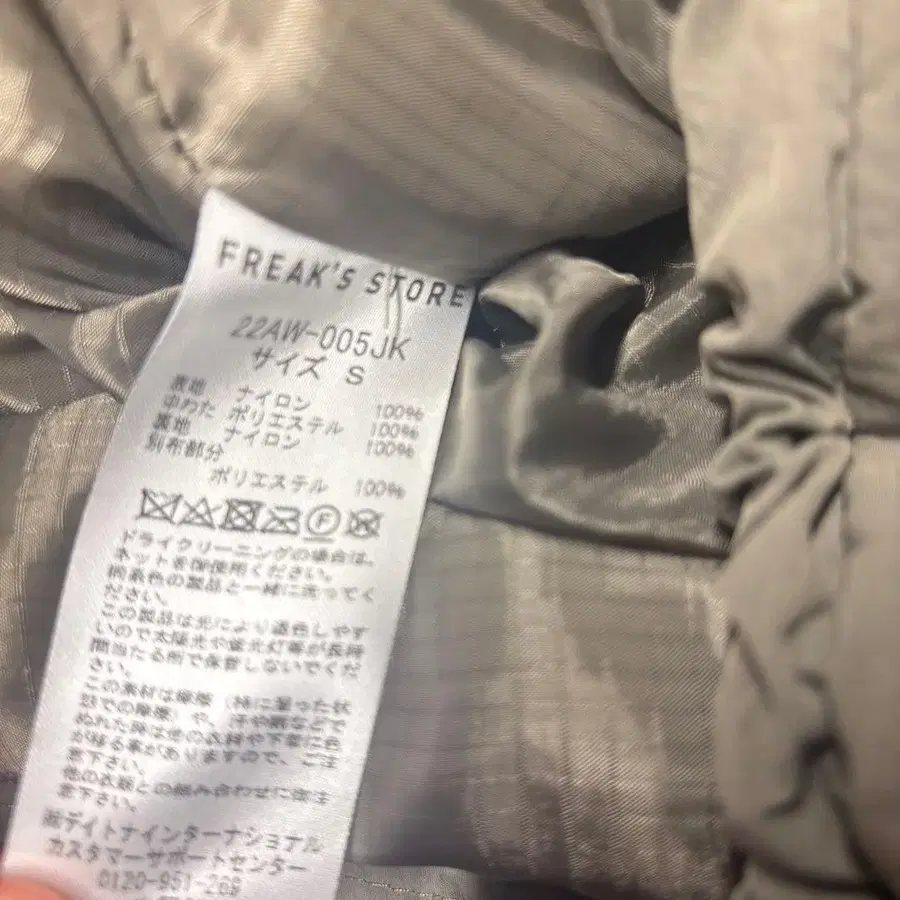 FREAK'S STORE
22AW-005JK
サイズ S
表地 ナイロン 100%
中わた ポリエステル 100%
裏地 ナイロン 100%
別布部分
ポリエステル 100%
F
ドライクリーニングの場合は、
ネットを御使用ください。
同系色の製品と一緒に洗ってく
ださい。
この製品は光により退色しやす
いので太陽光や蛍光灯等が長時
間当たる所で保管しないでくだ
さい。
この素材は摩擦(特に湿った状
態での摩擦)や、汗や雨などで
ぬれた時は他の衣料や下着に色
が移る事がありますので、ご注
意下さい。
他の衣服との組み合わせに御注
意下さい。
㈱デイトナインターナショナル
カスタマーサポートセンター
0120-951-269